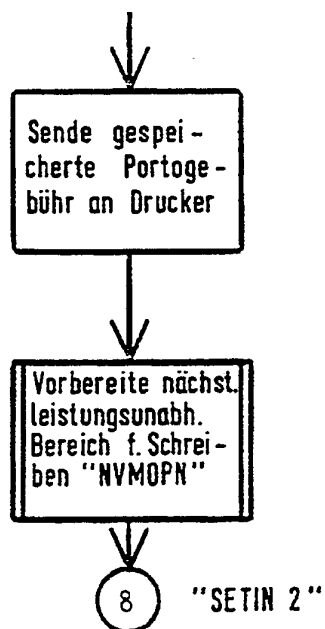 Sende gespei-
cherte Portoge-
bühr an Drucker
Vorbereite nächst.
leistungsunabh.
Bereich f. Schrei-
ben "NVMOPN"
8 "SETIN 2"